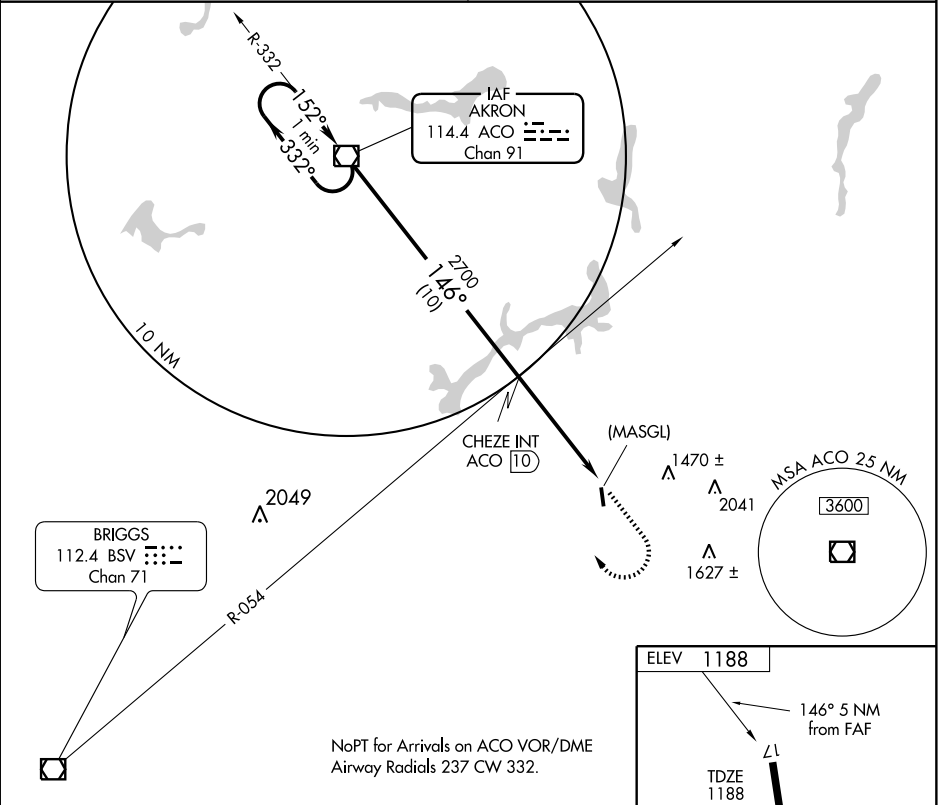 R-332
152°
1 min
332°
IAF
AKRON
114.4 ACO
Chan 91
2700
146°
(10)
10 NM
CHEZE INT
ACO 10
(MASGL)
1470 ±
2041
1627 ±
MSA ACO 25 NM
3600
2049
BRIGGS
112.4 BSV
Chan 71
R-054
NoPT for Arrivals on ACO VOR/DME
Airway Radials 237 CW 332.
ELEV 1188
146° 5 NM
from FAF
17
TDZE
1188